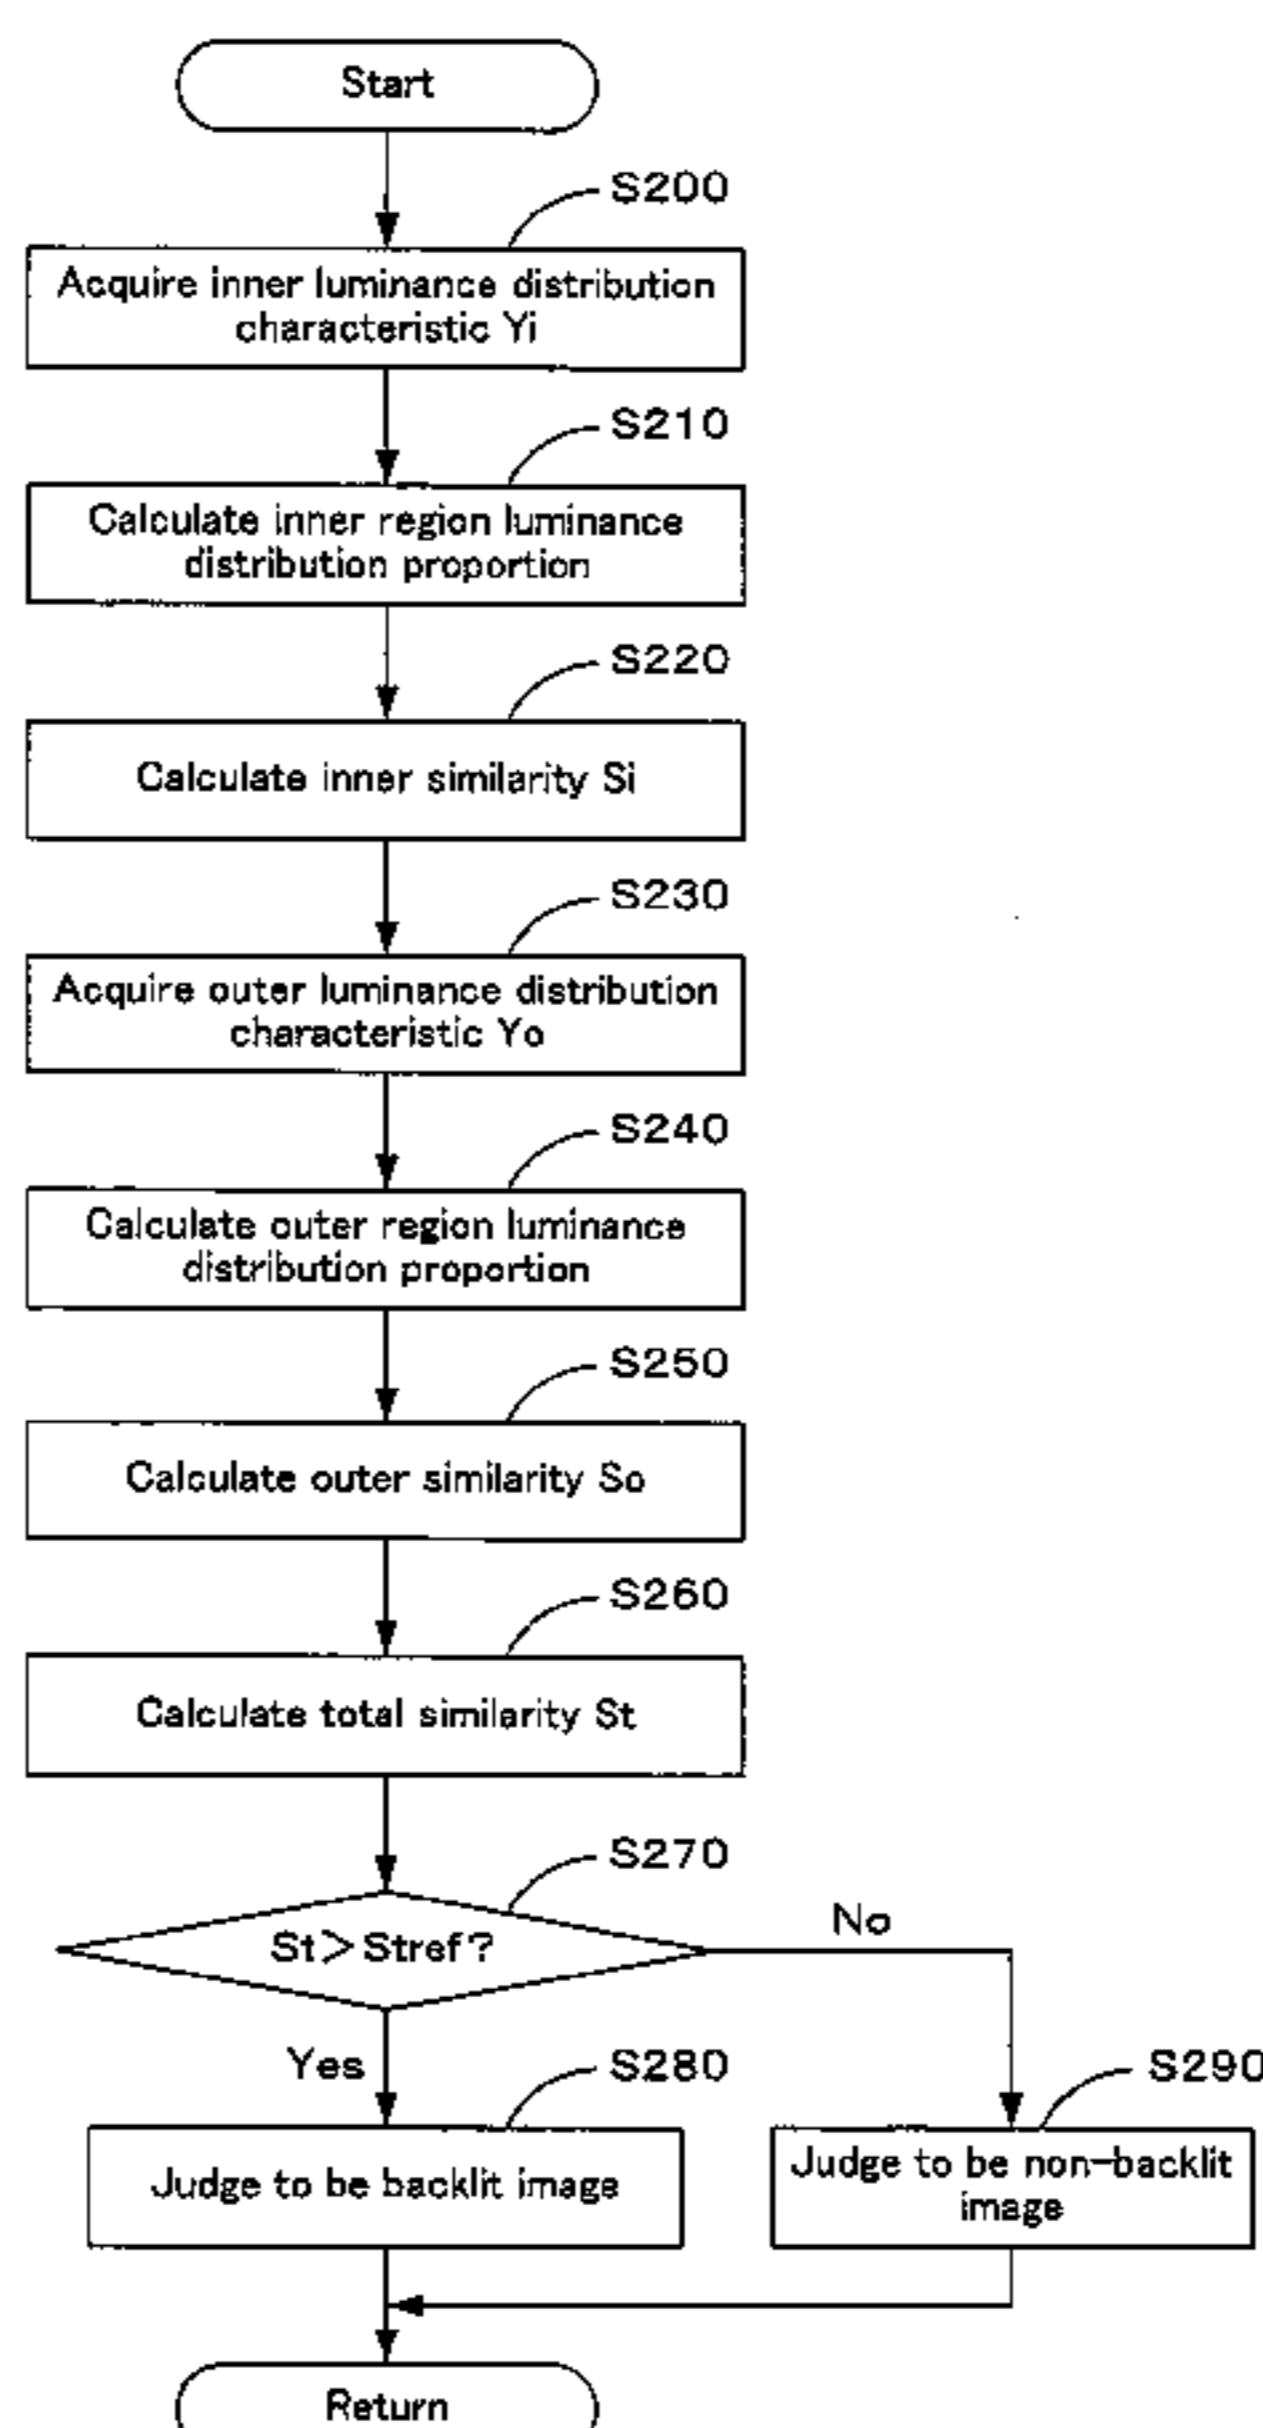 Start
S200
Acquire inner luminance distribution
characteristic Yi
S210
Calculate inner region luminance
distribution proportion
S220
Calculate inner similarity Si
S230
Acquire outer luminance distribution
characteristic Yo
S240
Calculate outer region luminance
distribution proportion
S250
Calculate outer similarity So
S260
Calculate total similarity St
S270
St>Stref?
No
Yes
S280
S290
Judge to be backlit image
Judge to be non-backlit
image
Return